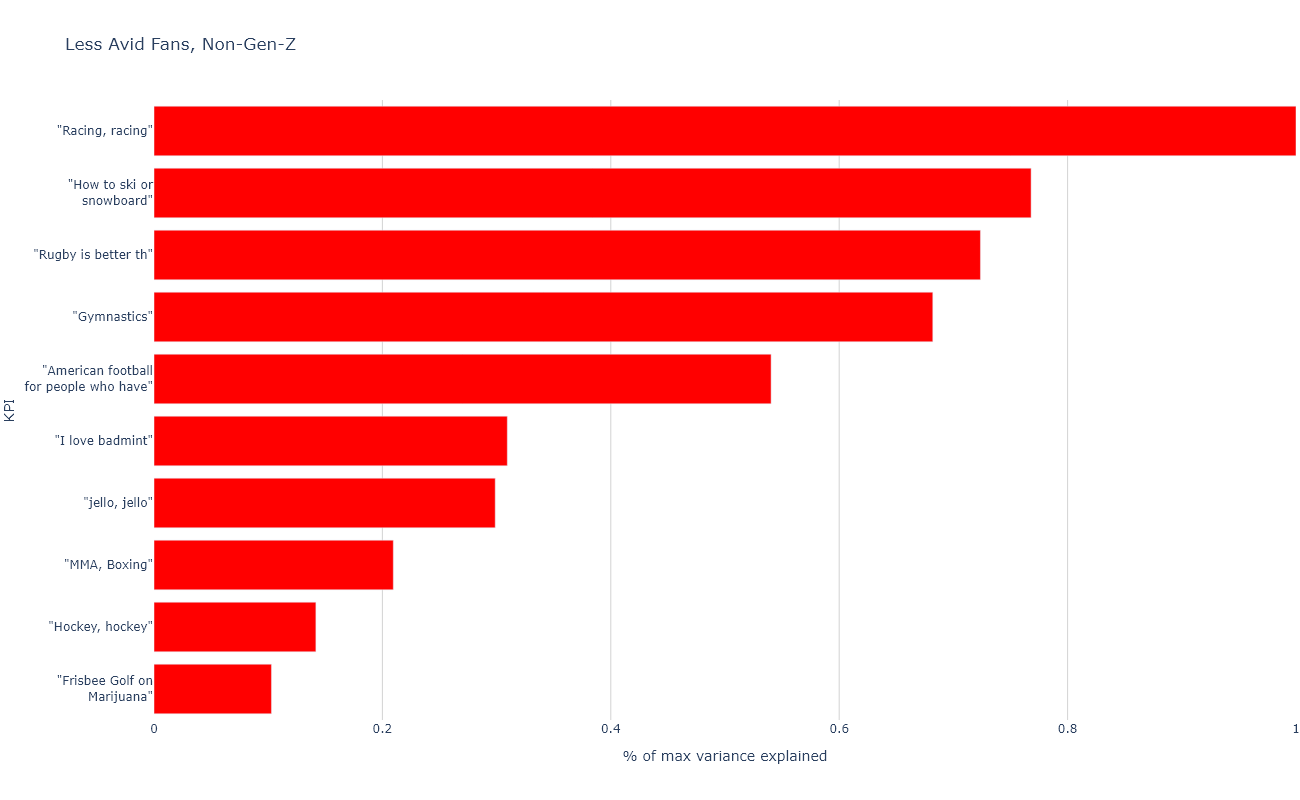 Less Avid Fans, Non-Gen-Z
"Racing, racing"
"How to ski or
snowboard"
"Rugby is better th"
"Gymnastics"
"American football
for people who have"
KPI
"I love badmint"
"jello, jello"
"MMA, Boxing"
"Hockey, hockey"
"Frisbee Golf on
Marijuana"
0 0.2 0.4 0.6 0.8 1
% of max variance explained